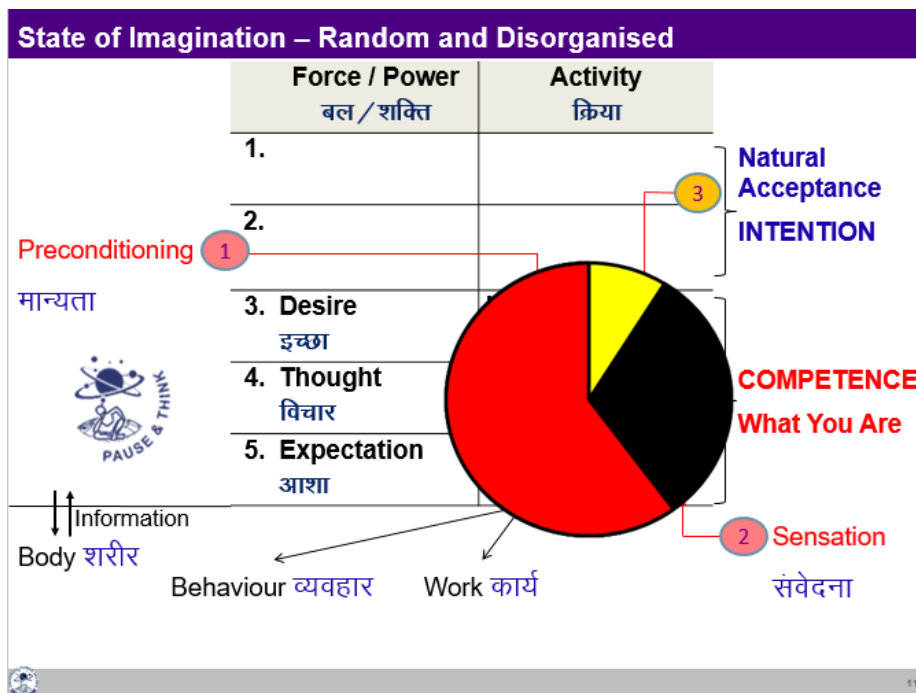 State of Imagination – Random and Disorganised
Force / Power
बल / शक्ति
Activity
क्रिया
1.
2.
3. Desire
इच्छा
4. Thought
विचार
5. Expectation
आशा
Natural
Acceptance
INTENTION
3
Preconditioning
1
मान्यता
COMPETENCE
What You Are
PAUSE & THINK
Information
Body शरीर
2
Sensation
संवेदना
Behaviour व्यवहार
Work कार्य